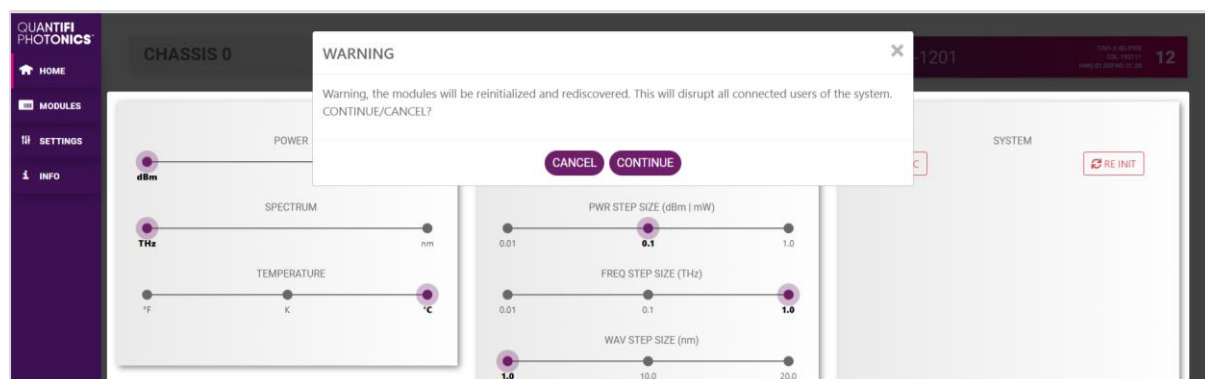 QUANTIFI
PHOTONICS
HOME
MODULES
SETTINGS
INFO
CHASSIS 0
-1201
12
WARNING
×
Warning, the modules will be reinitialized and rediscovered. This will disrupt all connected users of the system.
CONTINUE/CANCEL?
CANCEL CONTINUE
POWER
dBm
SPECTRUM
THz nm
TEMPERATURE
°F K °C
PWR STEP SIZE (dBm | mW)
0.01 0.1 1.0
FREQ STEP SIZE (THz)
0.01 0.1 1.0
WAV STEP SIZE (nm)
1.0 10.0 20.0
SYSTEM
C
RE INIT